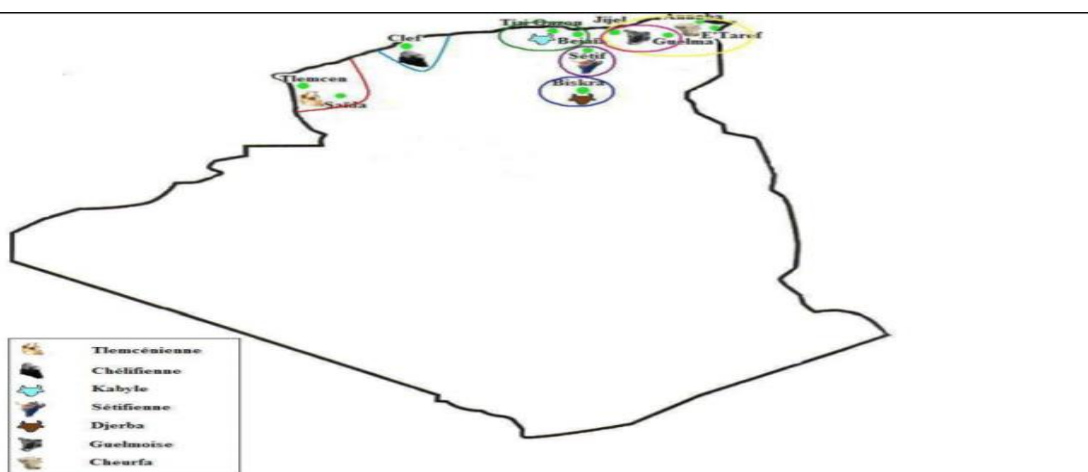 Tizi Ouzou
Jijel
Annaba
Clef
Bejaia
Guelma
E'Taref
Sétif
Tlemcen
Biskra
Saida
Tlemcénienne
Chélifienne
Kabyle
Sétifienne
Djerba
Guelmoise
Cheurfa